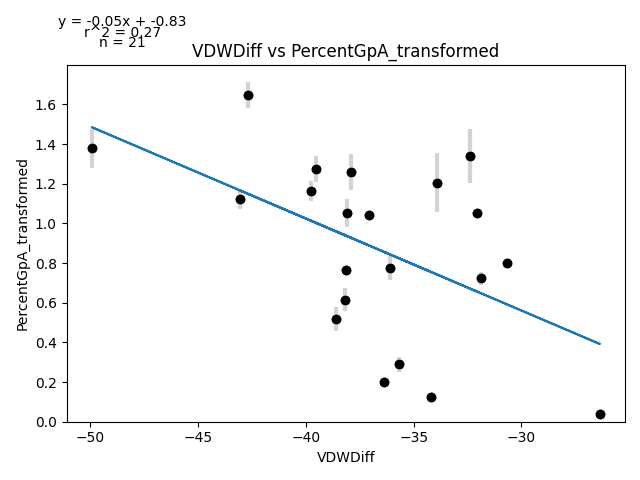 y = -0.05x + -0.83
r^2 = 0.27
n = 21
VDWDiff vs PercentGpA_transformed
PercentGpA_transformed
1.6
1.4
1.2
1.0
0.8
0.6
0.4
0.2
0.0
−50
−45
−40
−35
−30
VDWDiff